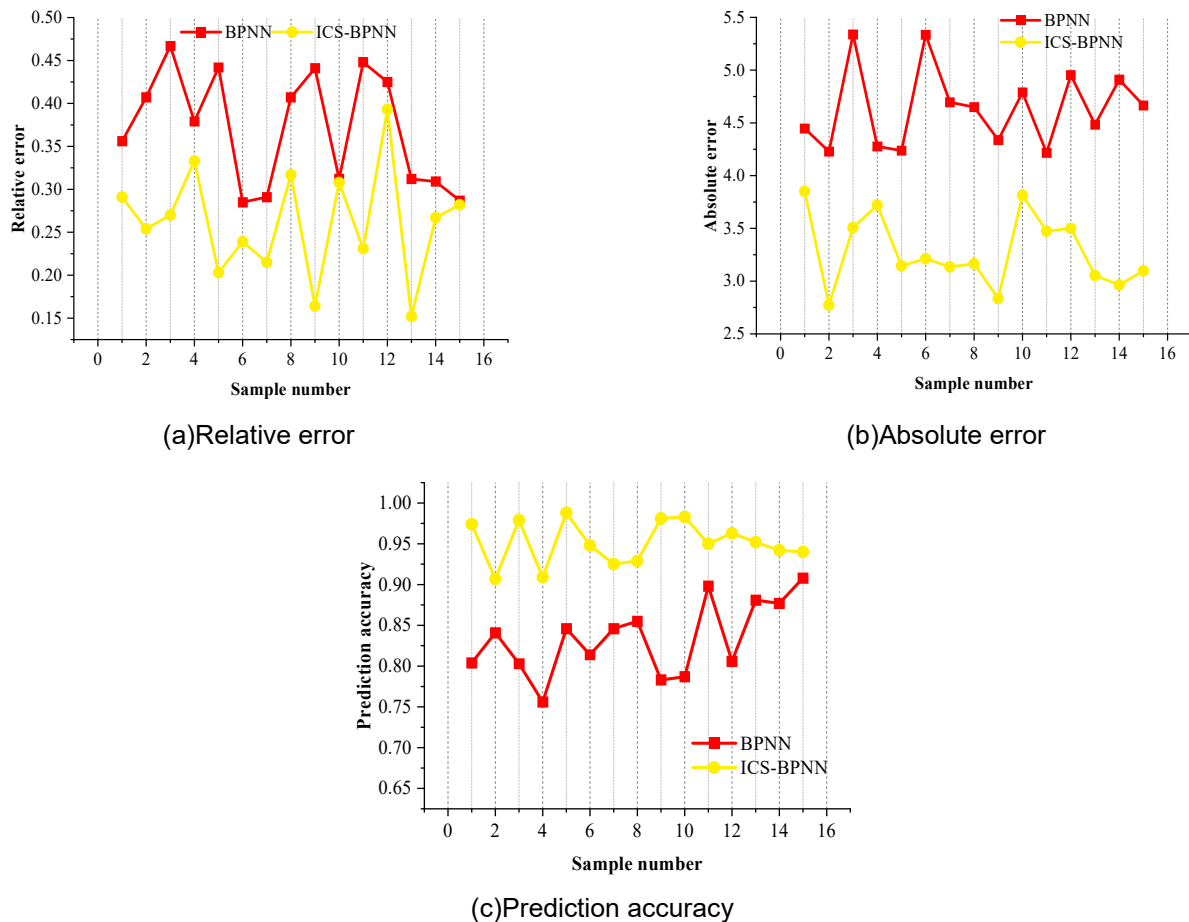 BPNN ICS-BPNN
0.50
0.45
0.40
0.35
0.30
0.25
0.20
0.15
Relative error
0 2 4 6 8 10 12 14 16
Sample number
(a)Relative error
BPNN
ICS-BPNN
5.5
5.0
4.5
4.0
3.5
3.0
2.5
Absolute error
0 2 4 6 8 10 12 14 16
Sample number
(b)Absolute error
1.00
0.95
0.90
0.85
0.80
0.75
0.70
0.65
Prediction accuracy
BPNN
ICS-BPNN
0 2 4 6 8 10 12 14 16
Sample number
(c)Prediction accuracy